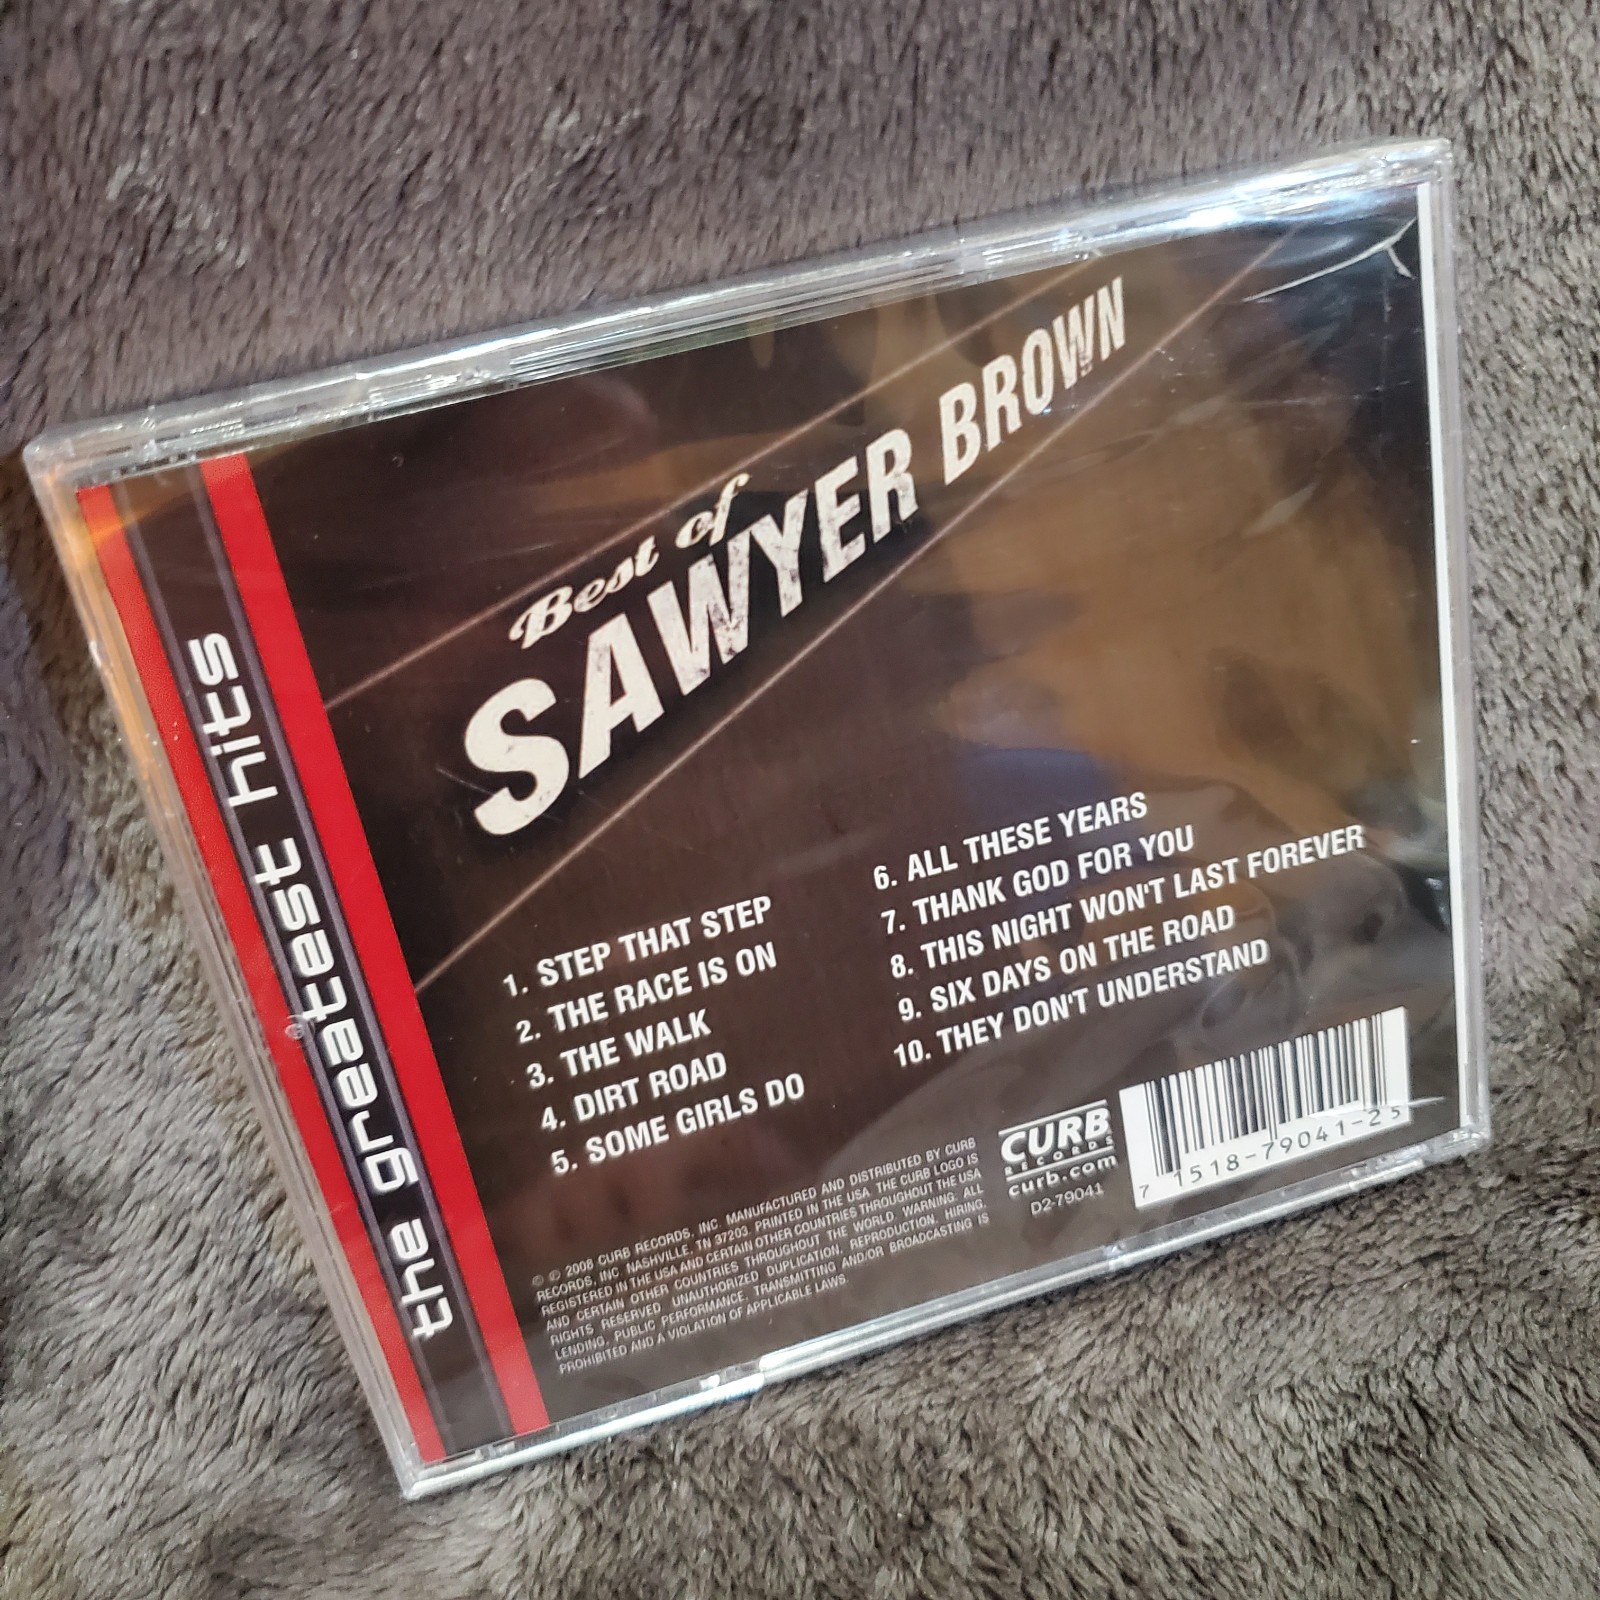 the greatest hits
Best of
SAWYER BROWN
1. STEP THAT STEP
2. THE RACE IS ON
3. THE WALK
4. DIRT ROAD
5. SOME GIRLS DO
6. ALL THESE YEARS
7. THANK GOD FOR YOU
8. THIS NIGHT WON'T LAST FOREVER
9. SIX DAYS ON THE ROAD
10. THEY DON'T UNDERSTAND
© ℗ 2008 CURB RECORDS, INC. MANUFACTURED AND DISTRIBUTED BY CURB
RECORDS, INC. NASHVILLE, TN 37203. PRINTED IN THE USA. THE CURB LOGO IS
REGISTERED IN THE USA AND CERTAIN OTHER COUNTRIES THROUGHOUT THE USA
AND CERTAIN OTHER COUNTRIES THROUGHOUT THE WORLD. WARNING: ALL
RIGHTS RESERVED. UNAUTHORIZED DUPLICATION, REPRODUCTION, HIRING,
LENDING, PUBLIC PERFORMANCE, TRANSMITTING AND/OR BROADCASTING IS
PROHIBITED AND A VIOLATION OF APPLICABLE LAWS.
CURB
RECORDS
curb.com
D2-79041
7 1518-79041-25